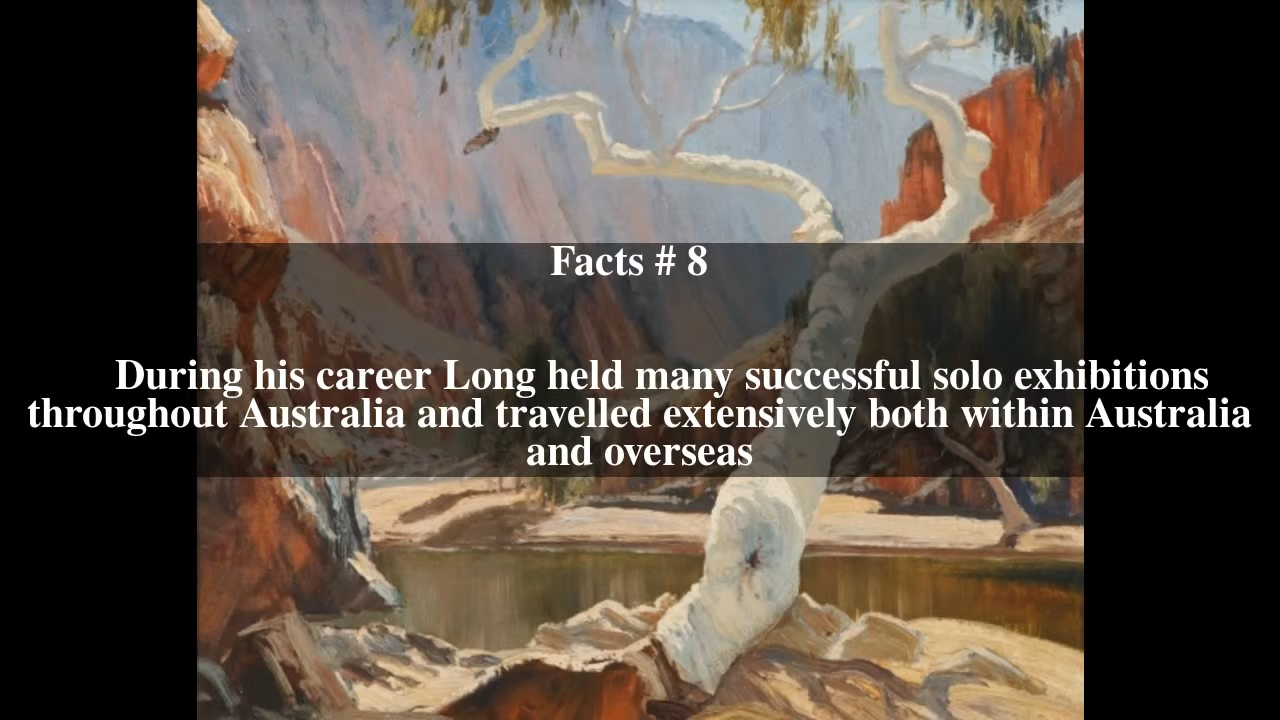 Facts # 8
During his career Long held many successful solo exhibitions
throughout Australia and travelled extensively both within Australia
and overseas